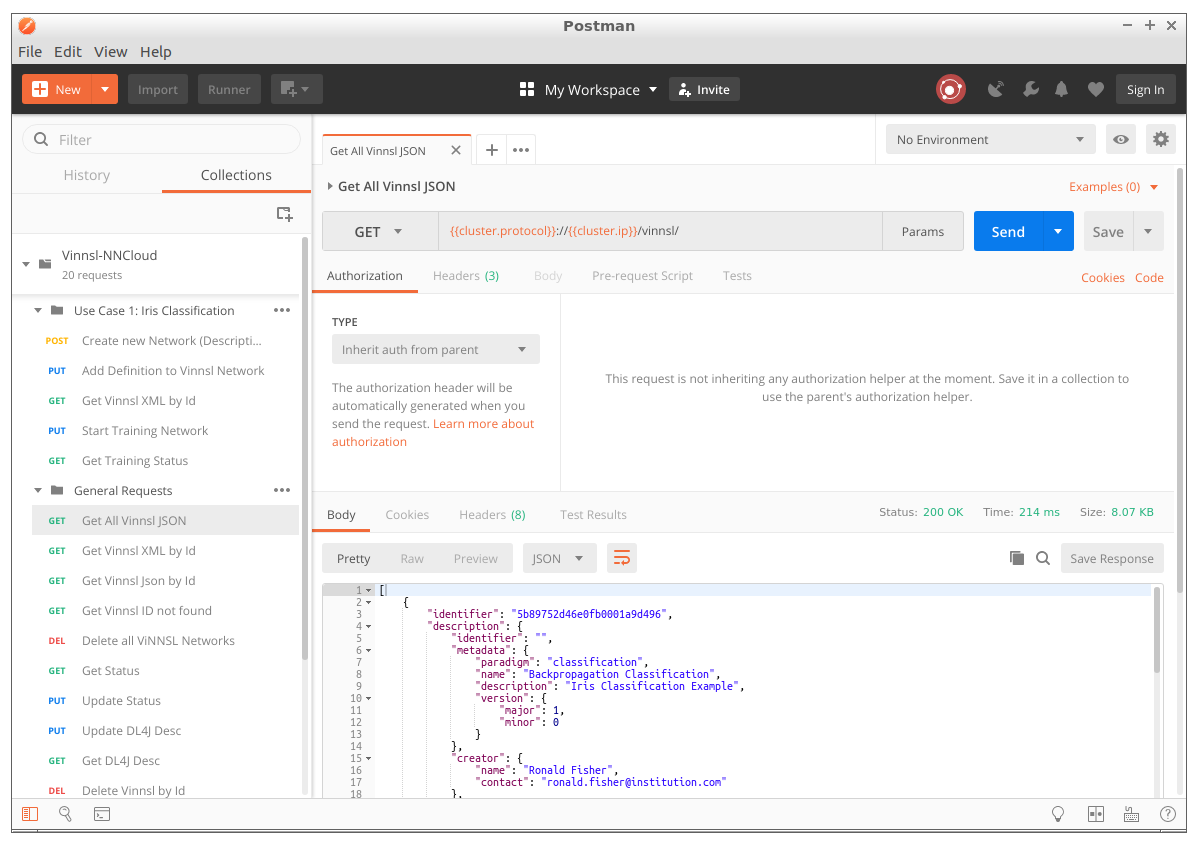 Postman
File Edit View Help
New Import Runner My Workspace Invite Sign In
Filter
History Collections
Vinnsl-NNCloud
20 requests
Use Case 1: Iris Classification
POST Create new Network (Descripti...
PUT Add Definition to Vinnsl Network
GET Get Vinnsl XML by Id
PUT Start Training Network
GET Get Training Status
General Requests
GET Get All Vinnsl JSON
GET Get Vinnsl XML by Id
GET Get Vinnsl Json by Id
GET Get Vinnsl ID not found
DEL Delete all ViNNSL Networks
GET Get Status
PUT Update Status
PUT Update DL4J Desc
GET Get DL4J Desc
DEL Delete Vinnsl by Id
Get All Vinnsl JSON
No Environment
Get All Vinnsl JSON Examples (0)
GET {{cluster.protocol}}://{{cluster.ip}}/vinnsl/ Params Send Save
Authorization Headers (3) Body Pre-request Script Tests Cookies Code
TYPE
Inherit auth from parent
The authorization header will be
automatically generated when you
send the request. Learn more about
authorization
This request is not inheriting any authorization helper at the moment. Save it in a collection to
use the parent's authorization helper.
Body Cookies Headers (8) Test Results Status: 200 OK Time: 214 ms Size: 8.07 KB
Pretty Raw Preview JSON Save Response
1 [
2 {
3 "identifier": "5b89752d46e0fb0001a9d496",
4 "description": {
5 "identifier": "",
6 "metadata": {
7 "paradigm": "classification",
8 "name": "Backpropagation Classification",
9 "description": "Iris Classification Example",
10 "version": {
11 "major": 1,
12 "minor": 0
13 }
14 },
15 "creator": {
16 "name": "Ronald Fisher",
17 "contact": "ronald.fisher@institution.com"
18 },